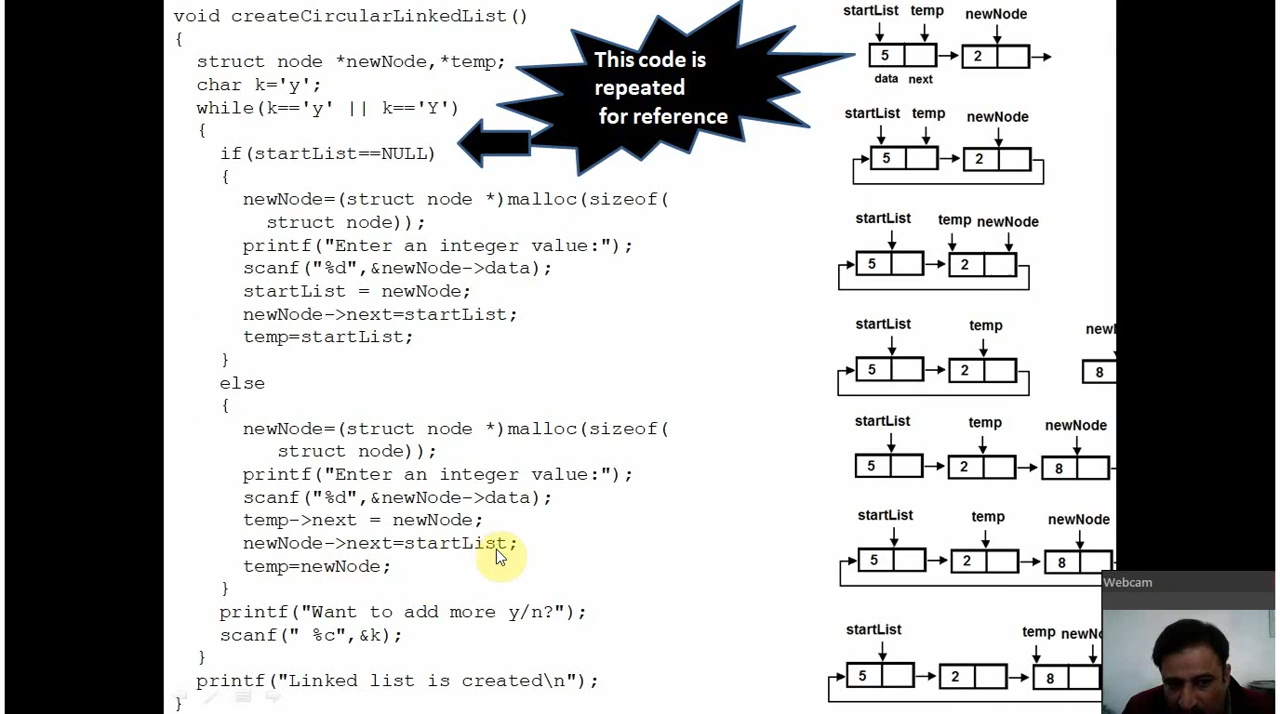 void createCircularLinkedList()
{
struct node *newNode,*temp;
char k='y';
while(k=='y' || k=='Y')
{
if(startList==NULL)
{
newNode=(struct node *)malloc(sizeof(
struct node));
printf("Enter an integer value:");
scanf("%d",&newNode->data);
startList = newNode;
newNode->next=startList;
temp=startList;
}
else
{
newNode=(struct node *)malloc(sizeof(
struct node));
printf("Enter an integer value:");
scanf("%d",&newNode->data);
temp->next = newNode;
newNode->next=startList;
temp=newNode;
}
printf("Want to add more y/n?");
scanf(" %c",&k);
}
printf("Linked list is created\n");
}
This code is
repeated
for reference
startList temp newNode
5 2
data next
startList temp newNode
5 2
startList temp newNode
5 2
startList temp newl
5 2 8
startList temp newNode
5 2 8
startList temp newNode
5 2 8
startList temp newNo
5 2 8
Webcam